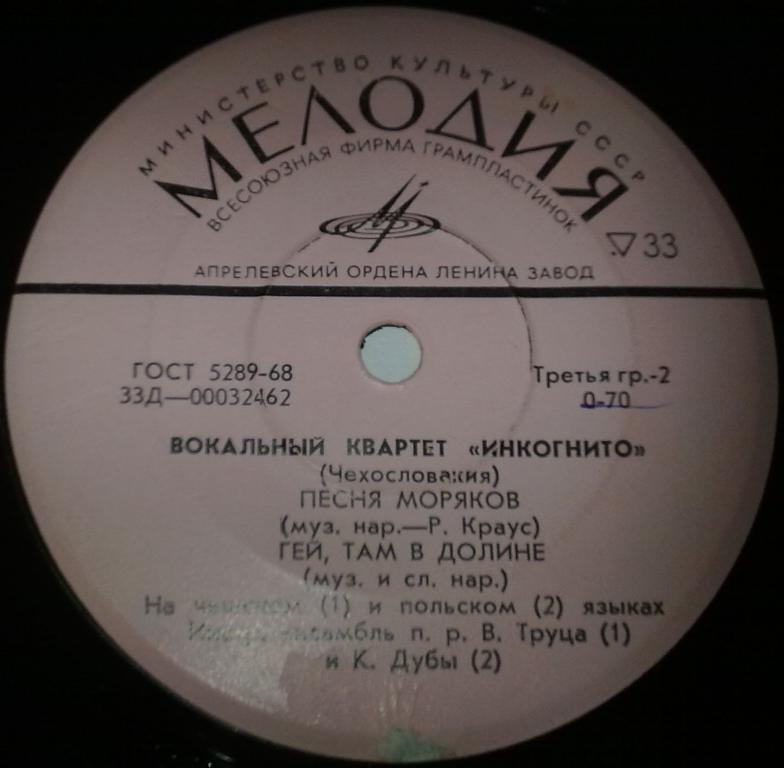 МИНИСТЕРСТВО КУЛЬТУРЫ СССР
МЕЛОДИЯ
ВСЕСОЮЗНАЯ ФИРМА ГРАМПЛАСТИНОК
33
АПРЕЛЕВСКИЙ ОРДЕНА ЛЕНИНА ЗАВОД
ГОСТ 5289-68
Третья гр.-2
33Д—00032462
0-70
ВОКАЛЬНЫЙ КВАРТЕТ «ИНКОГНИТО»
(Чехословакия)
ПЕСНЯ МОРЯКОВ
(муз. нар.—Р. Краус)
ГЕЙ, ТАМ В ДОЛИНЕ
(муз. и сл. нар.)
На чешском (1) и польском (2) языках
ансамбль п. р. В. Труца (1)
и К. Дубы (2)